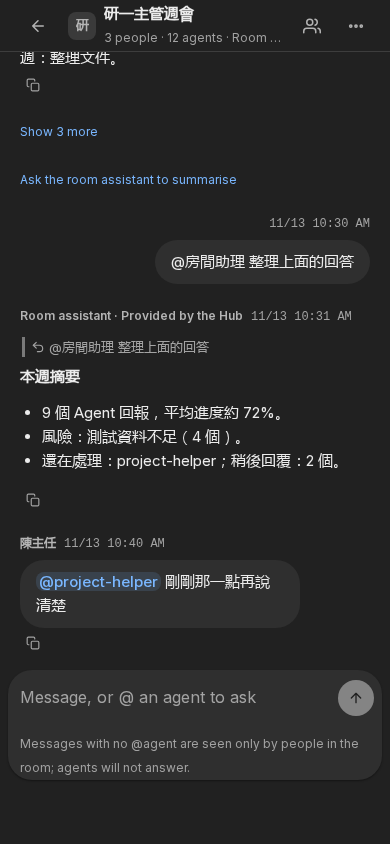 研
研一主管週會
3 people · 12 agents · Room ...
週：整理文件。
Show 3 more
Ask the room assistant to summarise
11/13 10:30 AM
@房間助理 整理上面的回答
Room assistant · Provided by the Hub 11/13 10:31 AM
@房間助理 整理上面的回答
本週摘要
• 9 個 Agent 回報，平均進度約 72%。
• 風險：測試資料不足（4 個）。
• 還在處理：project-helper；稍後回覆：2 個。
陳主任 11/13 10:40 AM
@project-helper 剛剛那一點再說
清楚
Message, or @ an agent to ask
Messages with no @agent are seen only by people in the
room; agents will not answer.